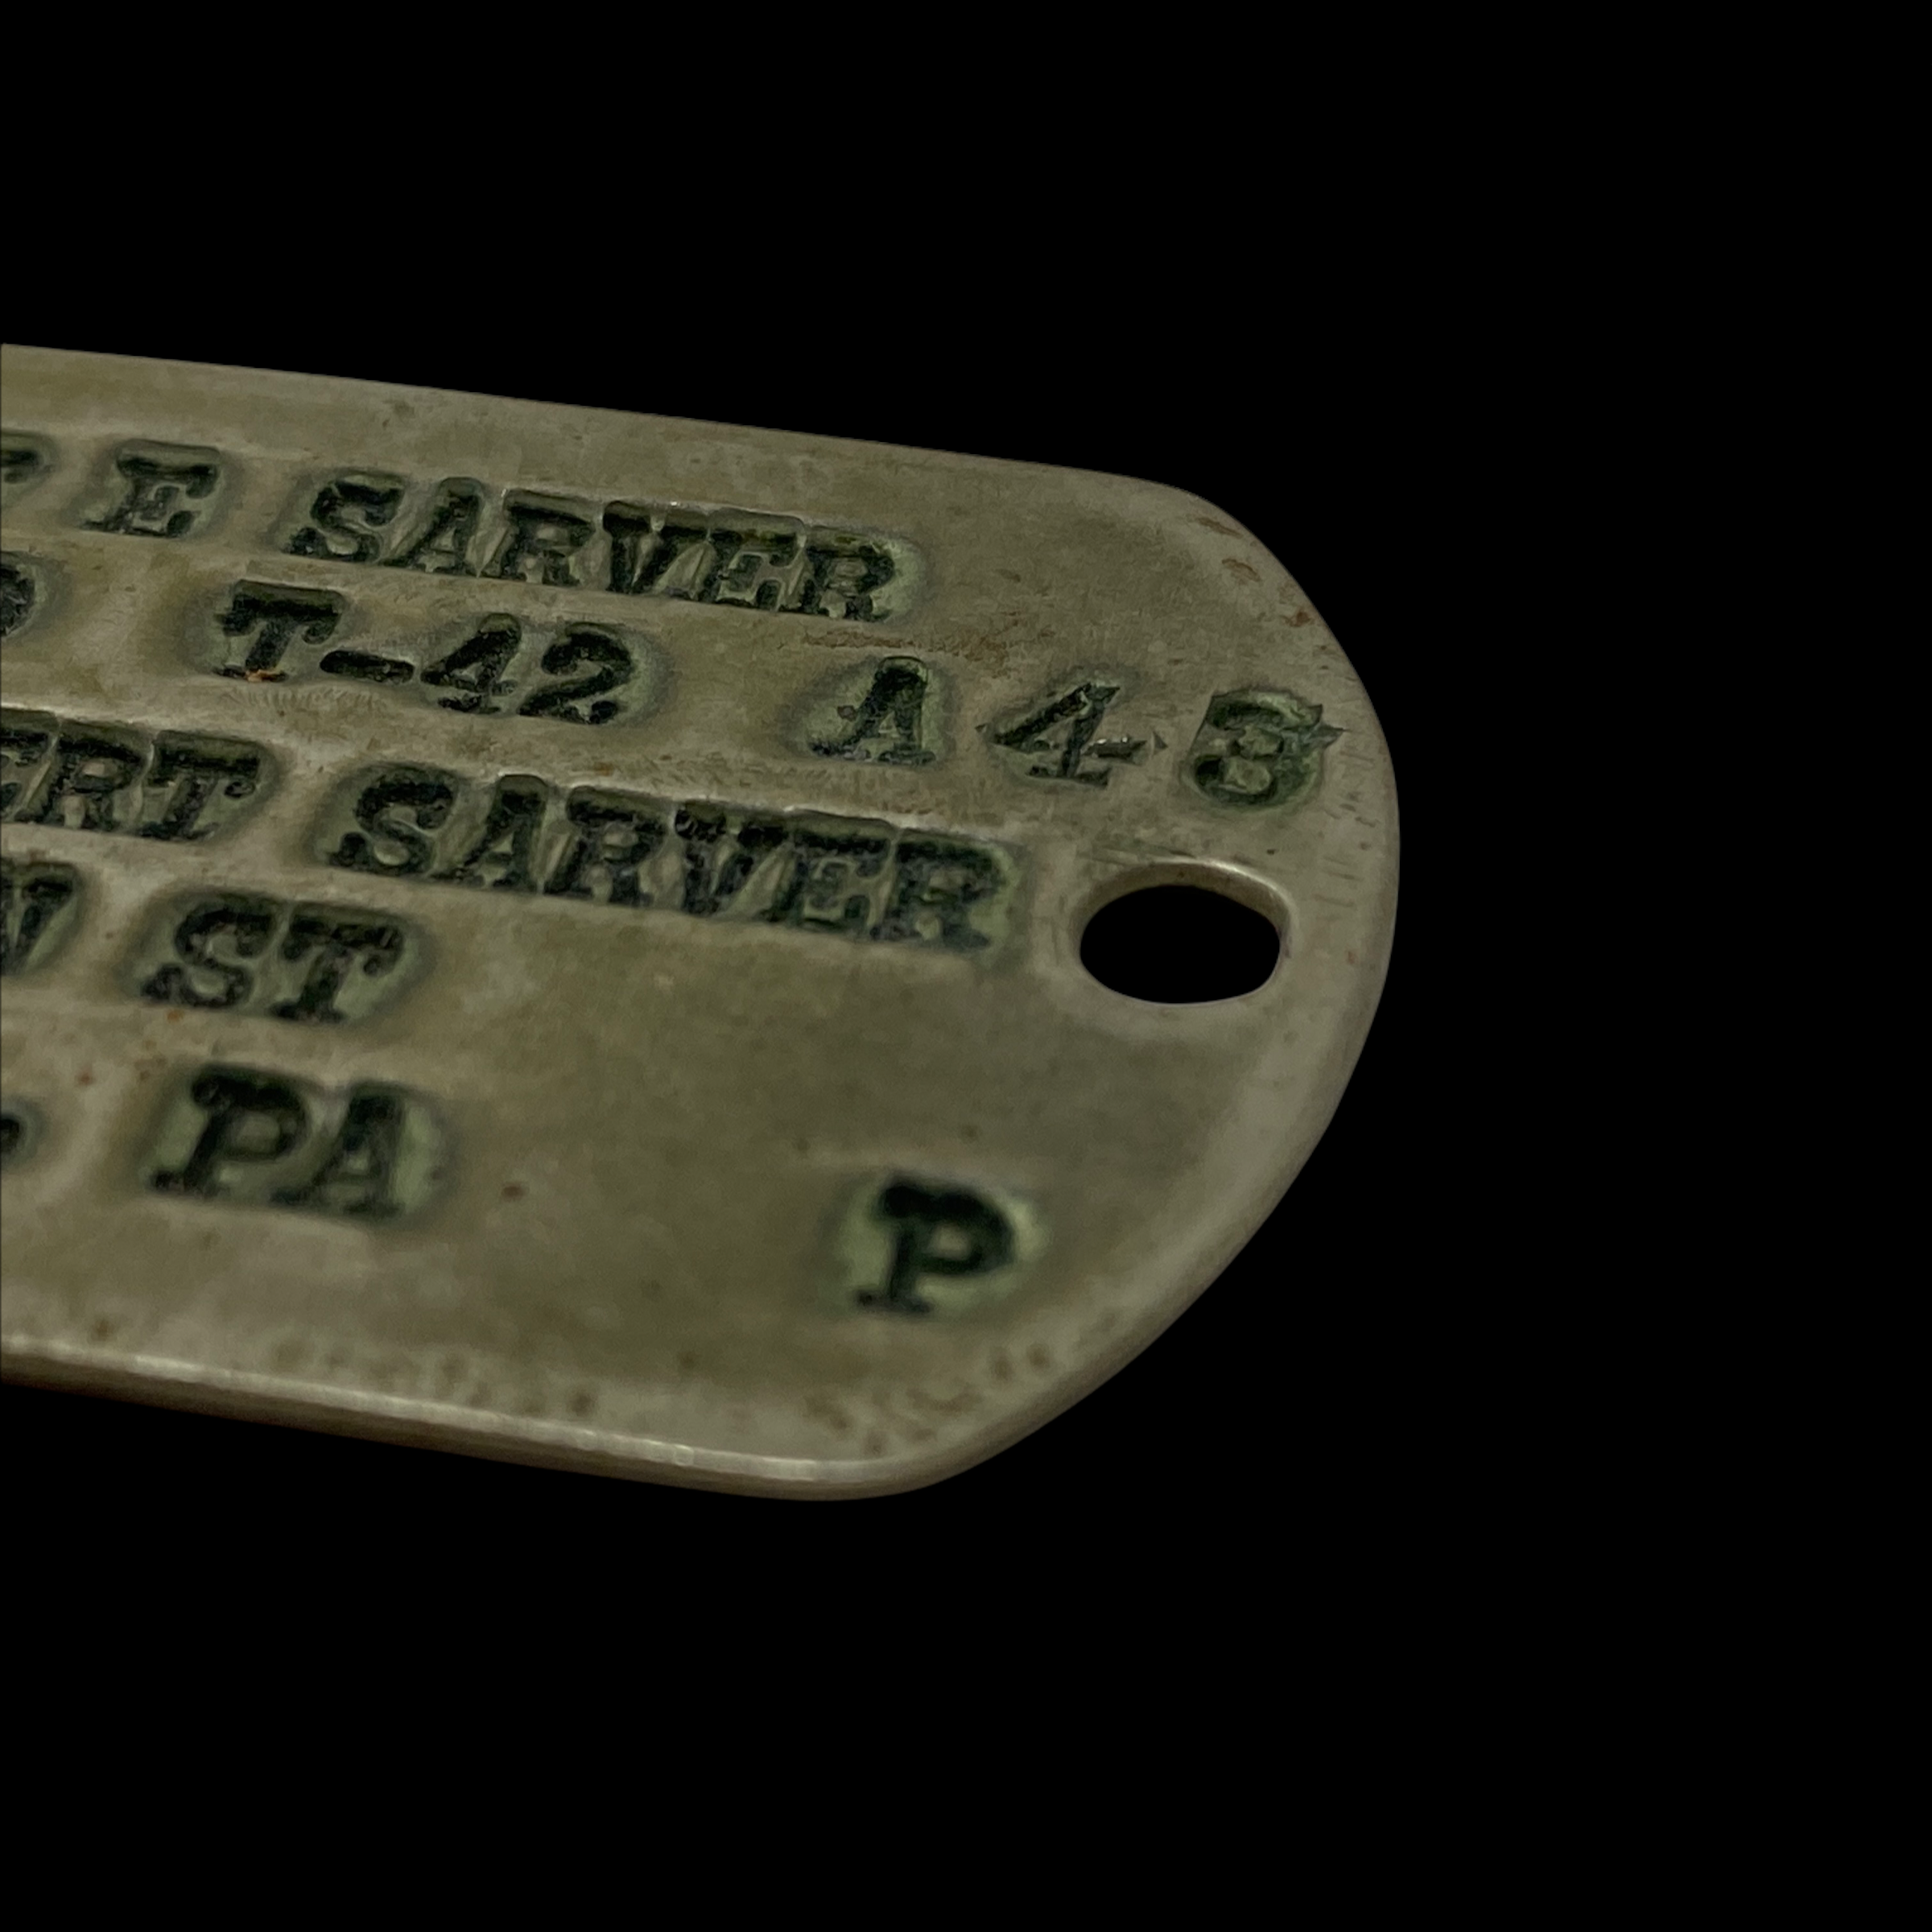 E SARVER
T-42 A 43
ERT SARVER
ST
PA P